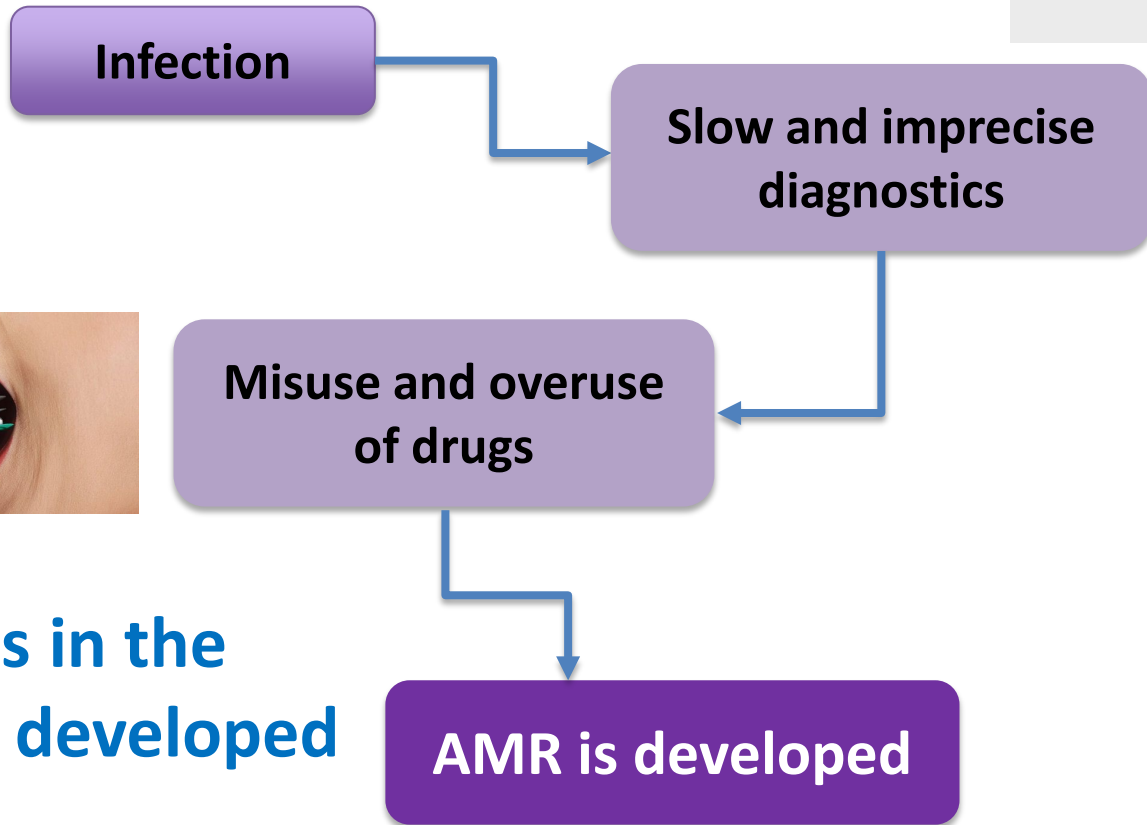 Infection
Slow and imprecise
diagnostics
Misuse and overuse
of drugs
s in the
developed
AMR is developed